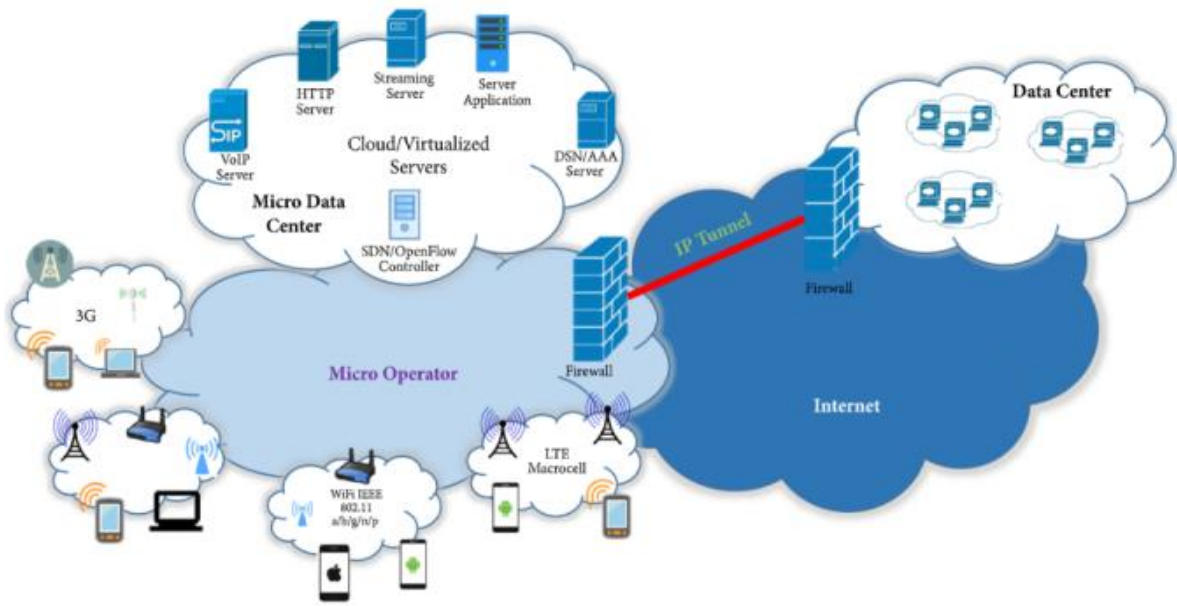 HTTP
Server
Streaming
Server
Server
Application
SIP
VoIP
Server
Cloud/Virtualized
Servers
DSN/AAA
Server
Micro Data
Center
SDN/OpenFlow
Controller
Data Center
IP Tunnel
Firewall
Firewall
3G
Micro Operator
Internet
LTE
Macrocell
WiFi IEEE
802.11
a/b/g/n/p